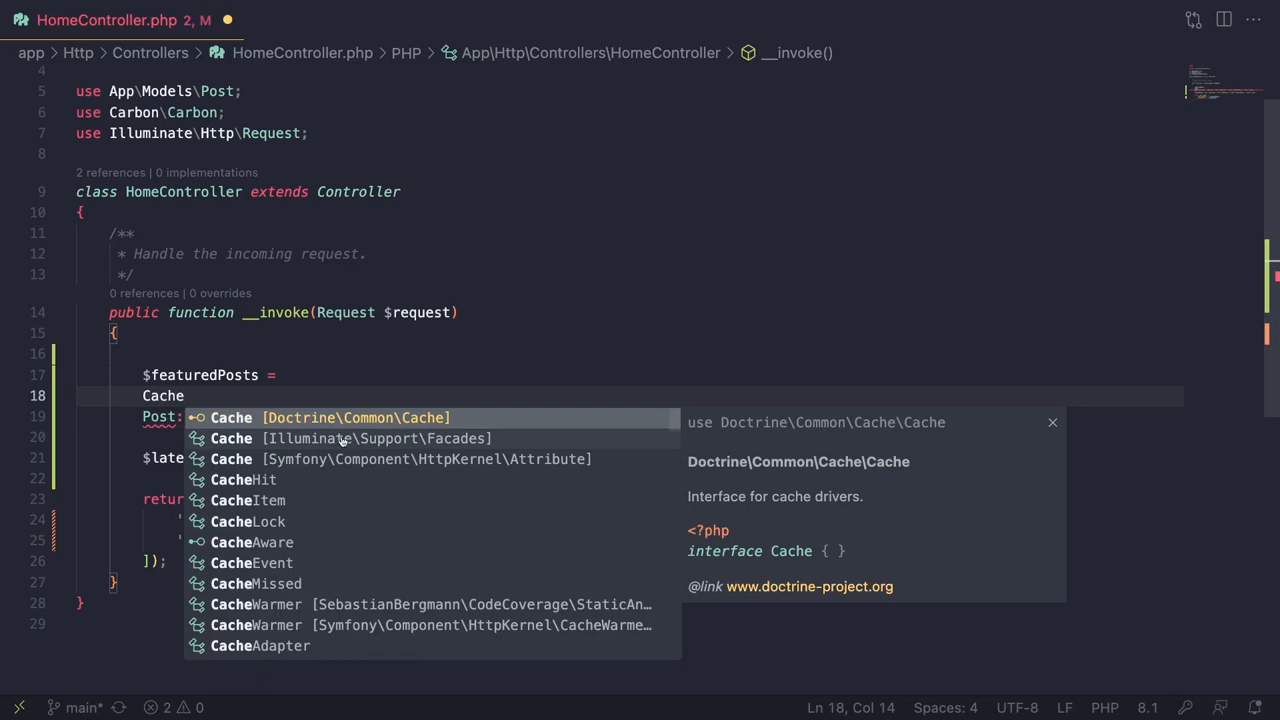 HomeController.php 2, M
app > Http > Controllers > HomeController.php > PHP > App\Http\Controllers\HomeController > __invoke()
4
5 use App\Models\Post;
6 use Carbon\Carbon;
7 use Illuminate\Http\Request;
8
2 references | 0 implementations
9 class HomeController extends Controller
10 {
11 /**
12 * Handle the incoming request.
13 */
0 references | 0 overrides
14 public function __invoke(Request $request)
15 {
16
17 $featuredPosts =
18 Cache
19 Post:
20
21 $late
22
23 retur
24 '
25 '
26 ]);
27 }
28 }
29
Cache [Doctrine\Common\Cache]
Cache [Illuminate\Support\Facades]
Cache [Symfony\Component\HttpKernel\Attribute]
CacheHit
CacheItem
CacheLock
CacheAware
CacheEvent
CacheMissed
CacheWarmer [SebastianBergmann\CodeCoverage\StaticAn…
CacheWarmer [Symfony\Component\HttpKernel\CacheWarme…
CacheAdapter
use Doctrine\Common\Cache\Cache
Doctrine\Common\Cache\Cache
Interface for cache drivers.
<?php
interface Cache { }
@link www.doctrine-project.org
main* 2 0 Ln 18, Col 14 Spaces: 4 UTF-8 LF PHP 8.1